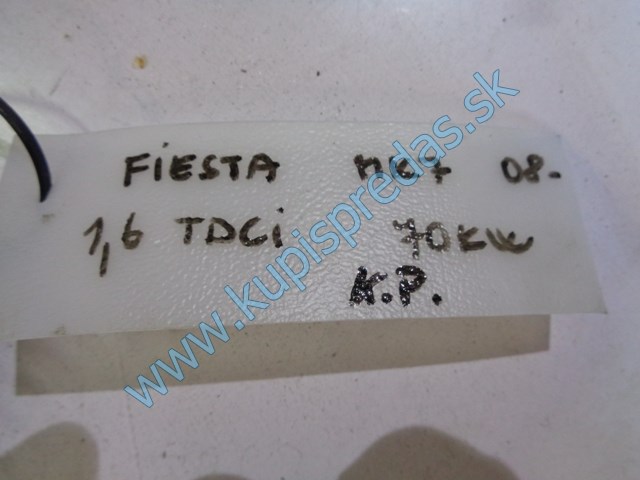 FiESTA MK7 08-
1,6 TDCi 70kw
K.P.
www.kupispredas.sk